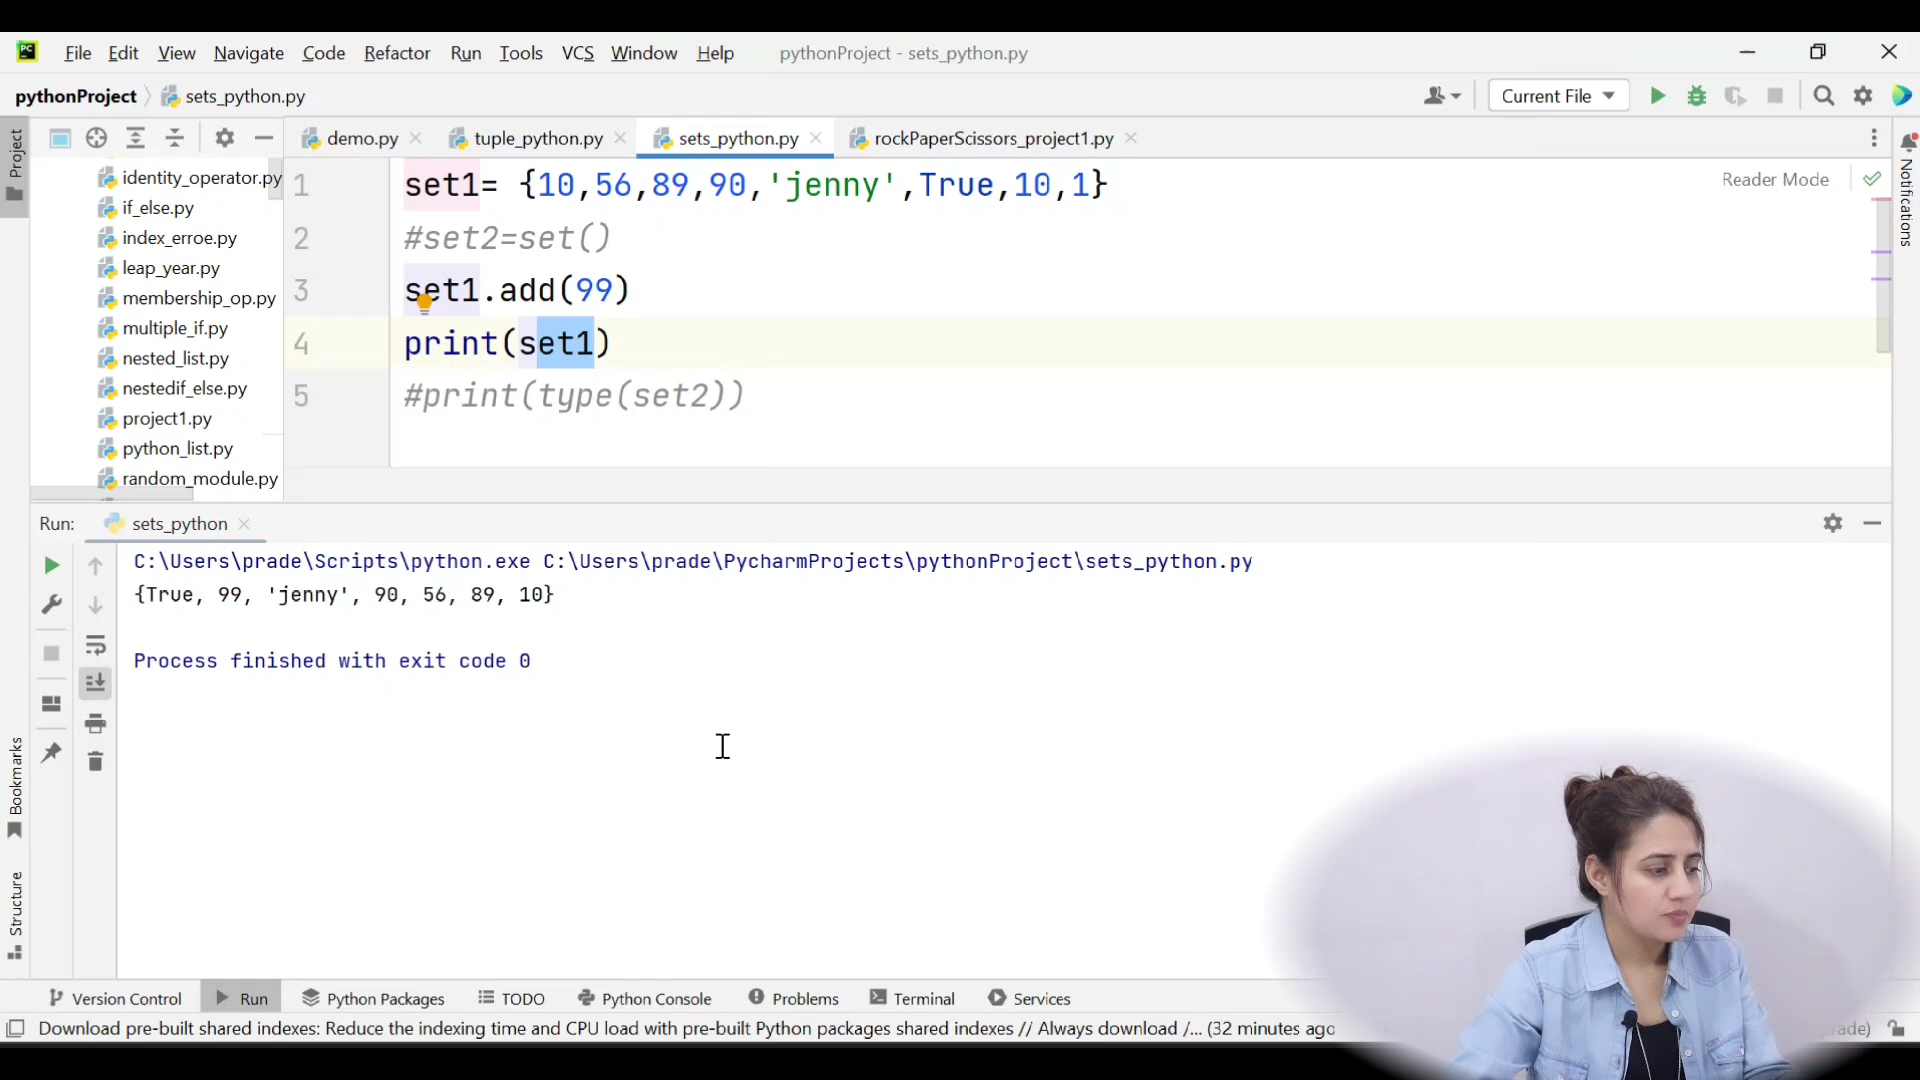 PC File Edit View Navigate Code Refactor Run Tools VCS Window Help pythonProject - sets_python.py
pythonProject sets_python.py Current File
Project
demo.py tuple_python.py sets_python.py rockPaperScissors_project1.py
Notifications
identity_operator.py
if_else.py
index_erroe.py
leap_year.py
membership_op.py
multiple_if.py
nested_list.py
nestedif_else.py
project1.py
python_list.py
random_module.py
1 set1= {10,56,89,90,'jenny',True,10,1}
Reader Mode
2 #set2=set()
3 set1.add(99)
4 print(set1)
5 #print(type(set2))
Run: sets_python
C:\Users\prade\Scripts\python.exe C:\Users\prade\PycharmProjects\pythonProject\sets_python.py
{True, 99, 'jenny', 90, 56, 89, 10}
Process finished with exit code 0
Bookmarks
Structure
Version Control Run Python Packages TODO Python Console Problems Terminal Services
Download pre-built shared indexes: Reduce the indexing time and CPU load with pre-built Python packages shared indexes // Always download /... (32 minutes ago
rade)